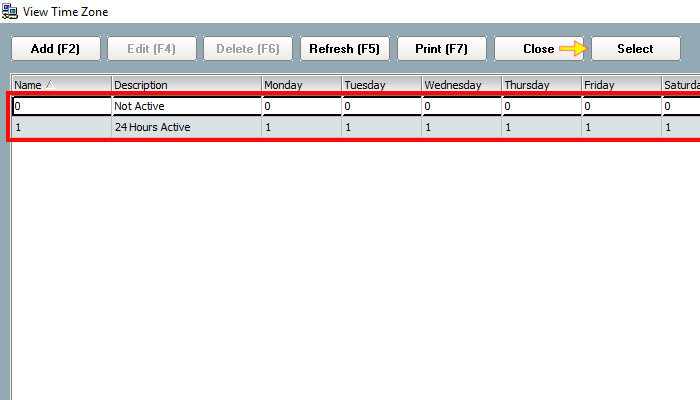 View Time Zone
Add (F2) Edit (F4) Delete (F6) Refresh (F5) Print (F7) Close Select
Name Description Monday Tuesday Wednesday Thursday Friday Saturda
0 Not Active 0 0 0 0 0 0
1 24 Hours Active 1 1 1 1 1 1